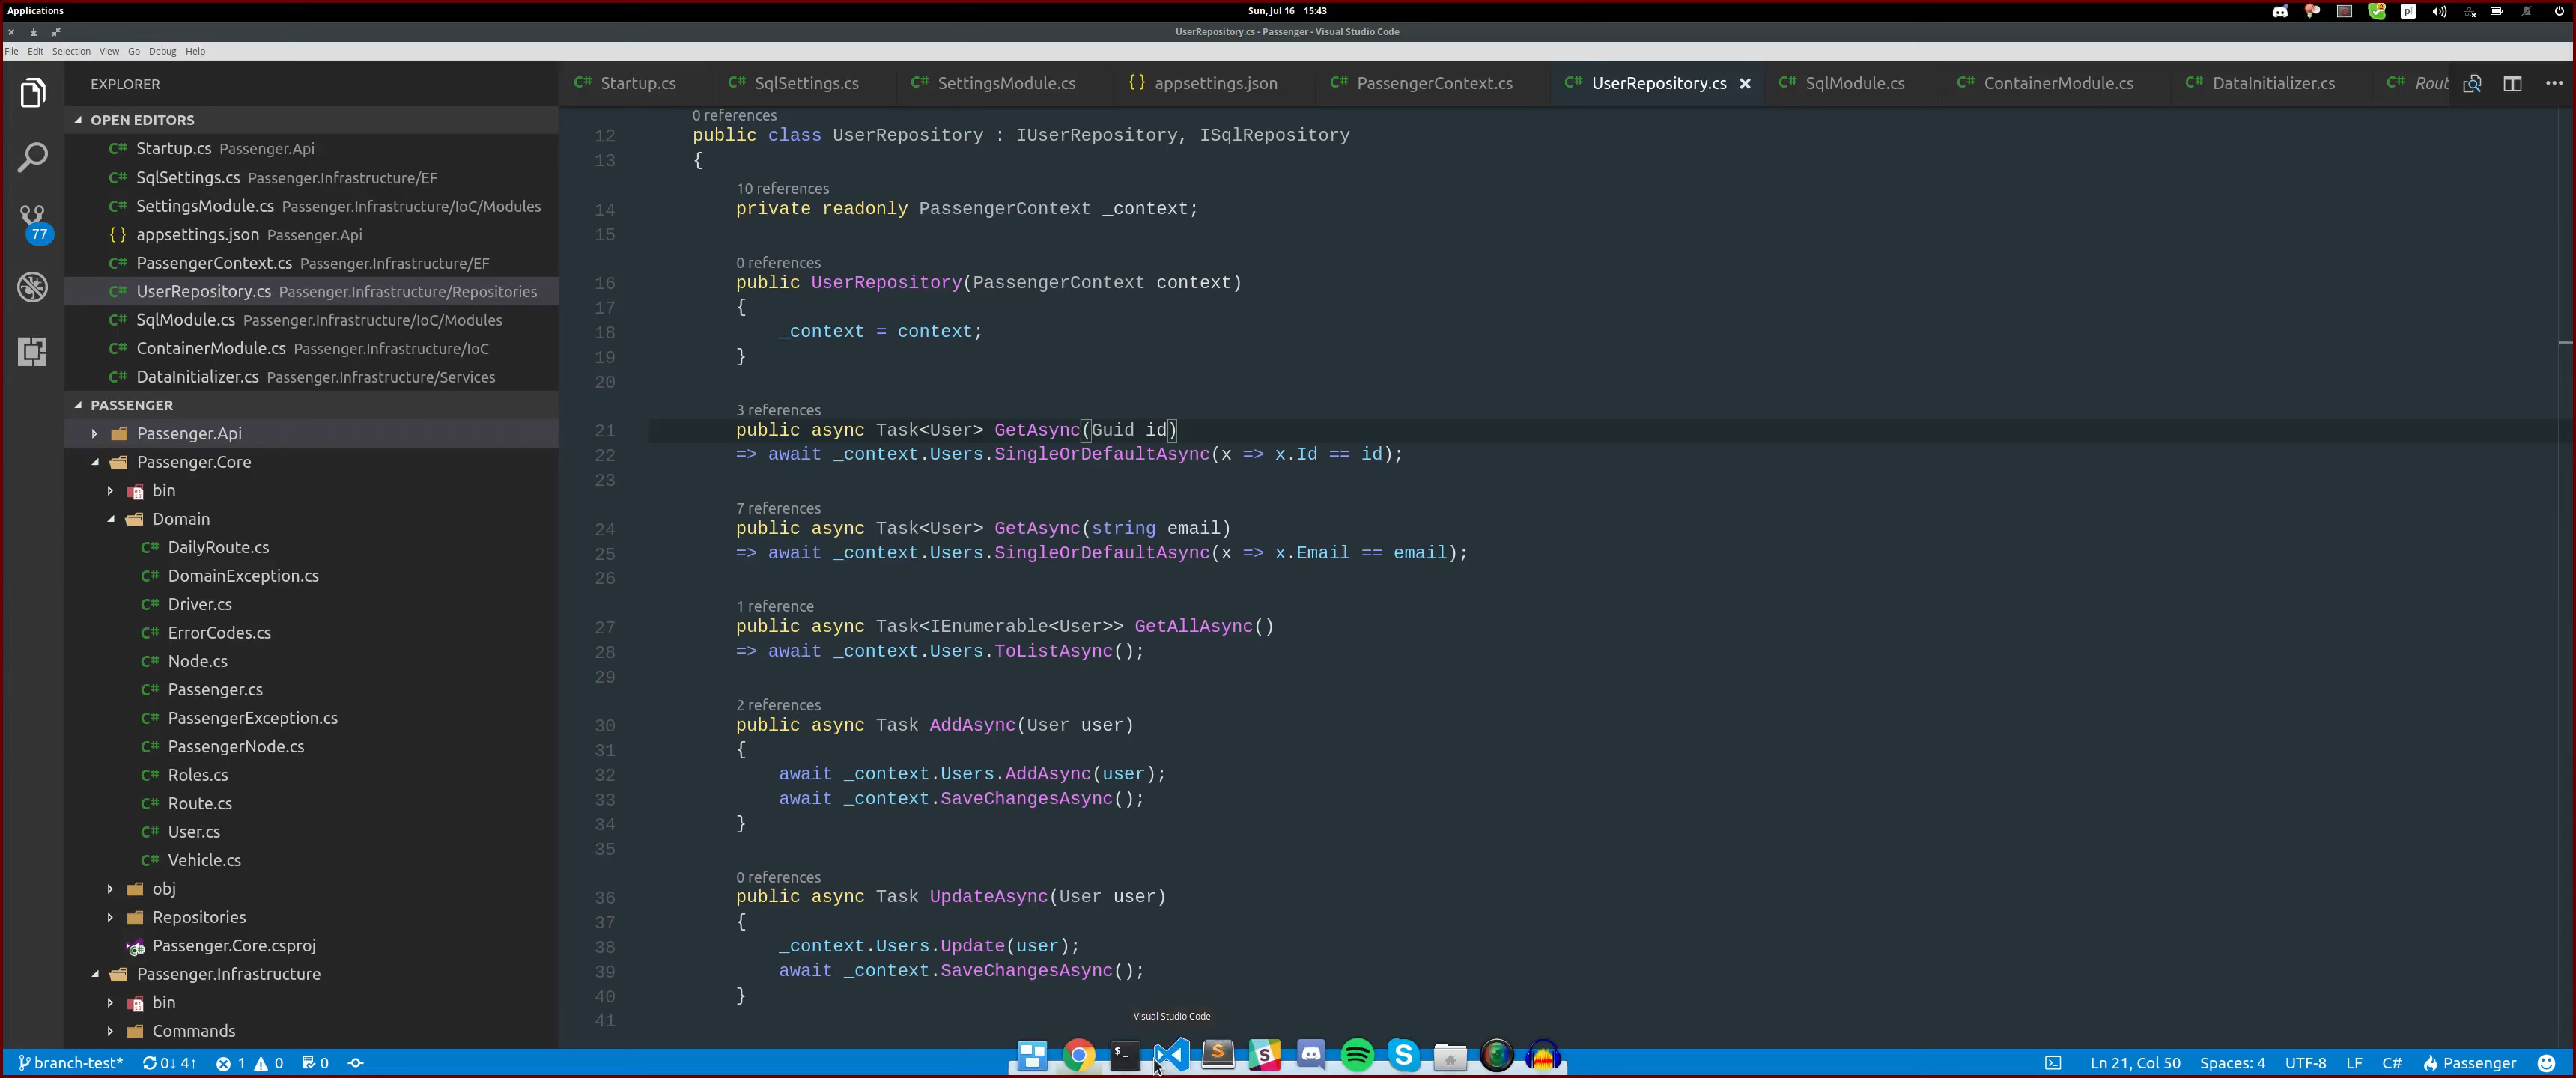 Applications
Sun, Jul 16 15:43
pl
UserRepository.cs - Passenger - Visual Studio Code
File Edit Selection View Go Debug Help
EXPLORER
OPEN EDITORS
C# Startup.cs Passenger.Api
C# SqlSettings.cs Passenger.Infrastructure/EF
C# SettingsModule.cs Passenger.Infrastructure/IoC/Modules
{} appsettings.json Passenger.Api
C# PassengerContext.cs Passenger.Infrastructure/EF
C# UserRepository.cs Passenger.Infrastructure/Repositories
C# SqlModule.cs Passenger.Infrastructure/IoC/Modules
C# ContainerModule.cs Passenger.Infrastructure/IoC
C# DataInitializer.cs Passenger.Infrastructure/Services
77
PASSENGER
Passenger.Api
Passenger.Core
bin
Domain
C# DailyRoute.cs
C# DomainException.cs
C# Driver.cs
C# ErrorCodes.cs
C# Node.cs
C# Passenger.cs
C# PassengerException.cs
C# PassengerNode.cs
C# Roles.cs
C# Route.cs
C# User.cs
C# Vehicle.cs
obj
Repositories
Passenger.Core.csproj
Passenger.Infrastructure
bin
Commands
C# Startup.cs C# SqlSettings.cs C# SettingsModule.cs {} appsettings.json C# PassengerContext.cs C# UserRepository.cs C# SqlModule.cs C# ContainerModule.cs C# DataInitializer.cs C# Rout
0 references
12 public class UserRepository : IUserRepository, ISqlRepository
13 {
10 references
14 private readonly PassengerContext _context;
15
0 references
16 public UserRepository(PassengerContext context)
17 {
18 _context = context;
19 }
20
3 references
21 public async Task<User> GetAsync(Guid id)
22 => await _context.Users.SingleOrDefaultAsync(x => x.Id == id);
23
7 references
24 public async Task<User> GetAsync(string email)
25 => await _context.Users.SingleOrDefaultAsync(x => x.Email == email);
26
1 reference
27 public async Task<IEnumerable<User>> GetAllAsync()
28 => await _context.Users.ToListAsync();
29
2 references
30 public async Task AddAsync(User user)
31 {
32 await _context.Users.AddAsync(user);
33 await _context.SaveChangesAsync();
34 }
35
0 references
36 public async Task UpdateAsync(User user)
37 {
38 _context.Users.Update(user);
39 await _context.SaveChangesAsync();
40 }
41
Visual Studio Code
branch-test* 0↓ 4↑ 1 0 0
Ln 21, Col 50 Spaces: 4 UTF-8 LF C# Passenger